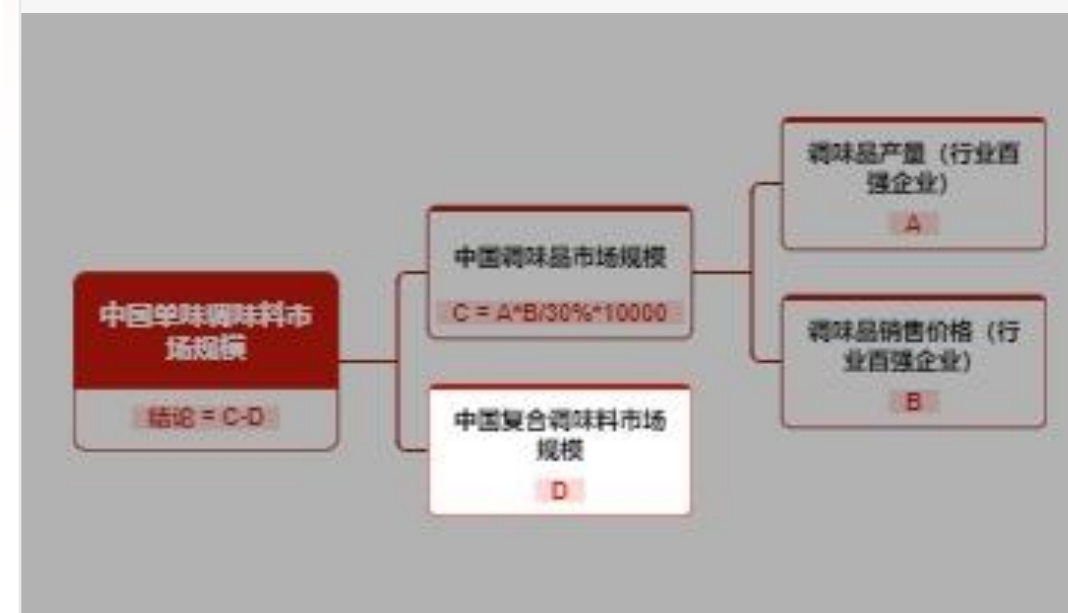 中国单味调味料市
场规模
结论 = C-D
中国调味品市场规模
C = A*B/30%*10000
中国复合调味料市场
规模
D
调味品产量（行业百
强企业）
A
调味品销售价格（行
业百强企业）
B